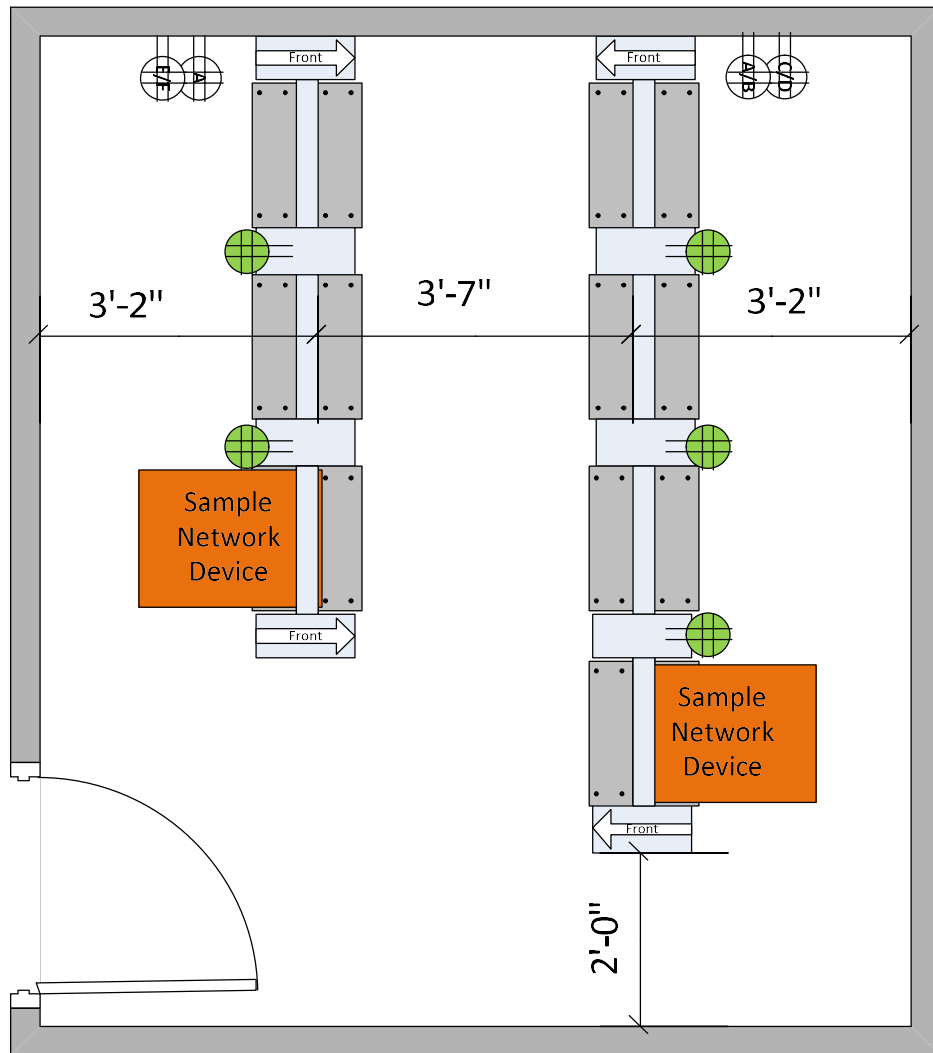 Front
Front
E/F
A
A/B
C/D
3'-2"
3'-7"
3'-2"
Sample
Network
Device
Front
Sample
Network
Device
Front
2'-0"